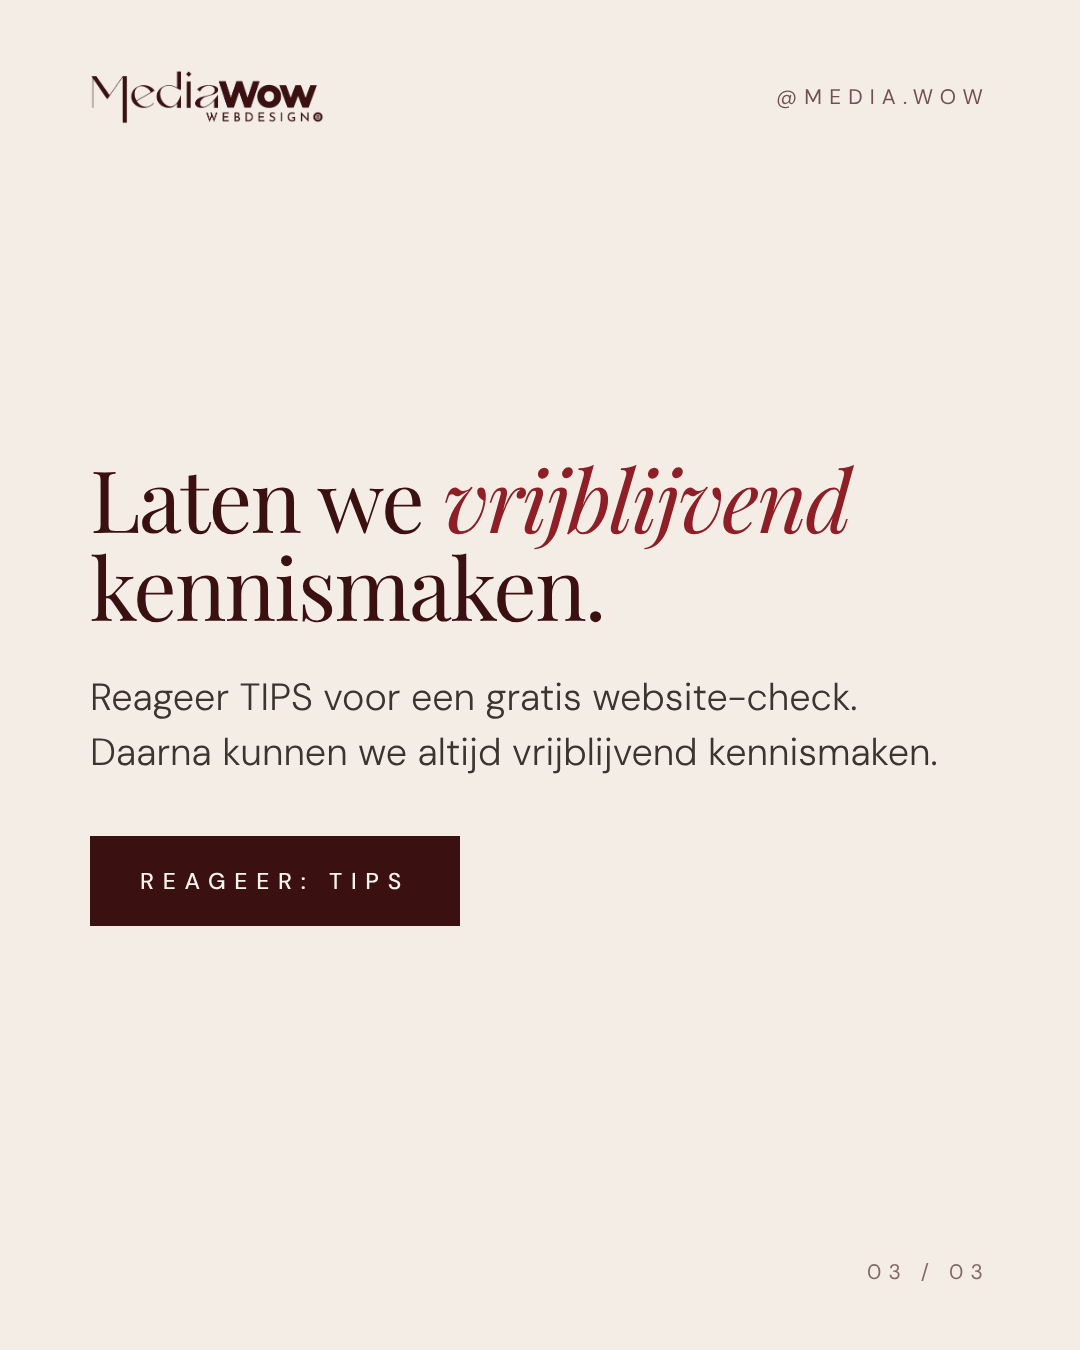 MediaWow
WEBDESIGN
@MEDIA.WOW
Laten we vrijblijvend
kennismaken.
Reageer TIPS voor een gratis website-check.
Daarna kunnen we altijd vrijblijvend kennismaken.
REAGEER: TIPS
03 / 03